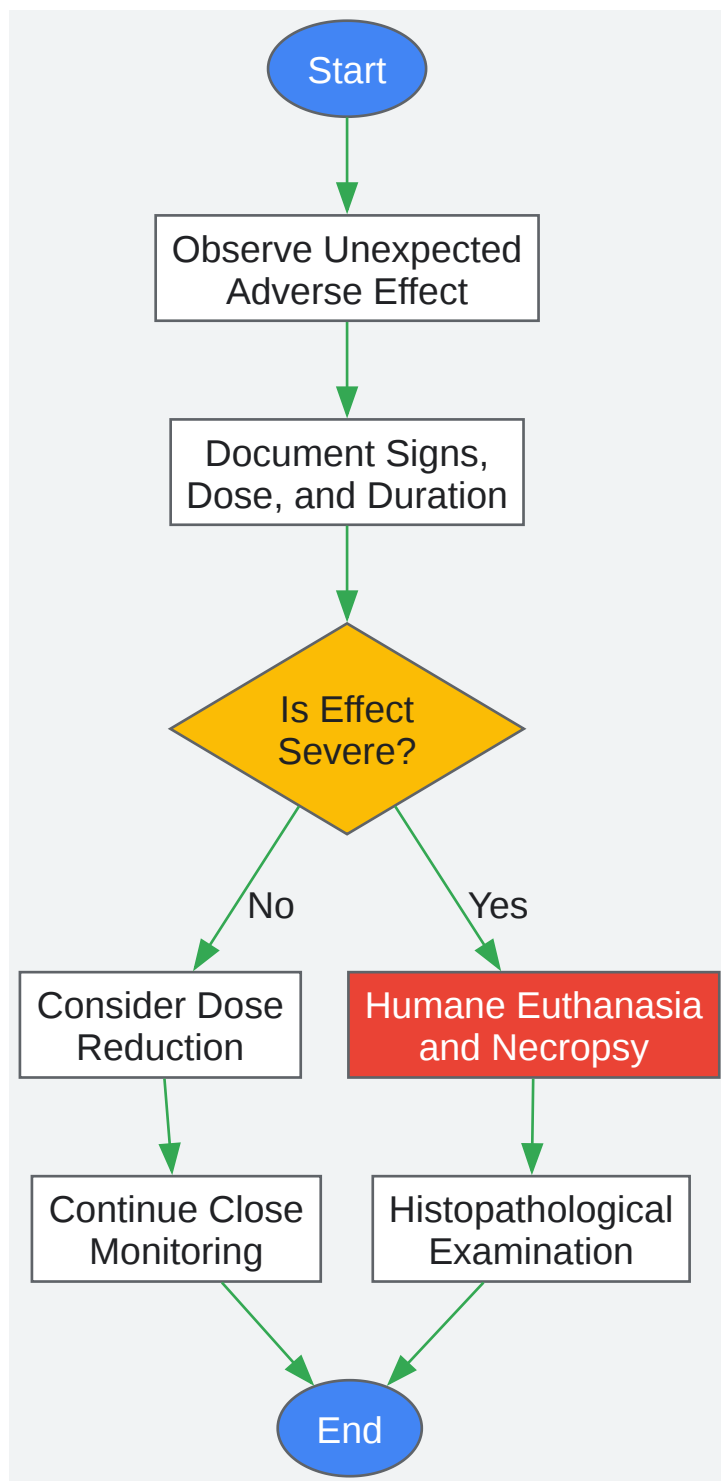 Start
Observe Unexpected
Adverse Effect
Document Signs,
Dose, and Duration
Is Effect
Severe?
No
Yes
Consider Dose
Reduction
Humane Euthanasia
and Necropsy
Continue Close
Monitoring
Histopathological
Examination
End